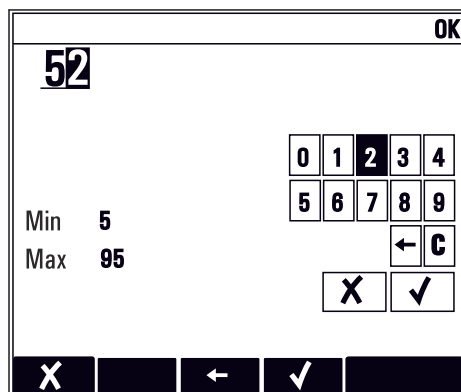 OK
52
0 1 2 3 4
5 6 7 8 9
Min 5
← C
Max 95
X ✓
X ← ✓